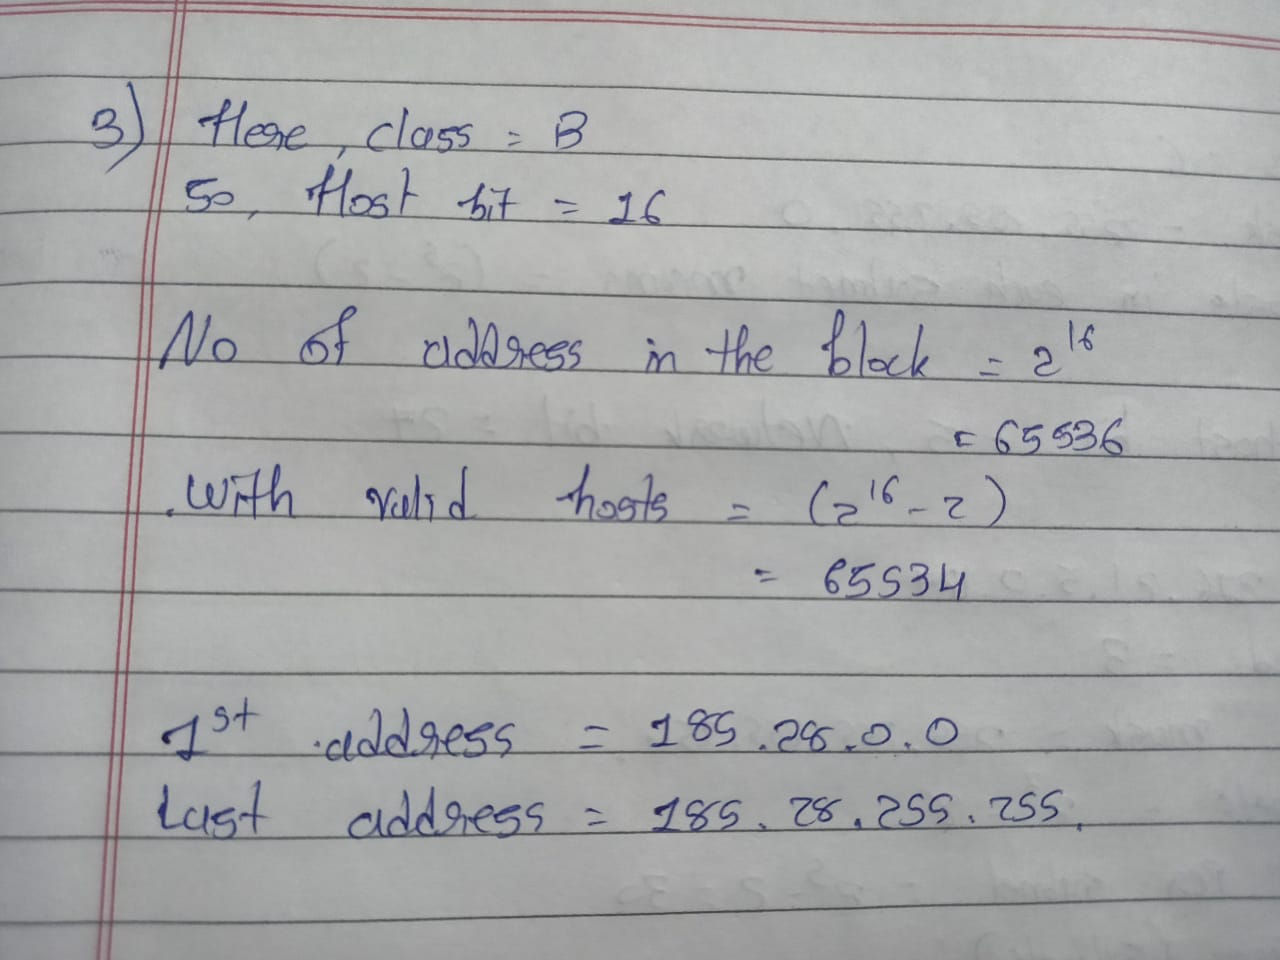 3) Here, class = B
So, Host bit = 16
No of address in the block = 2^16
= 65536
With valid hosts = (2^16 - 2)
= 65534
1st address = 185.28.0.0
Last address = 185.28.255.255.